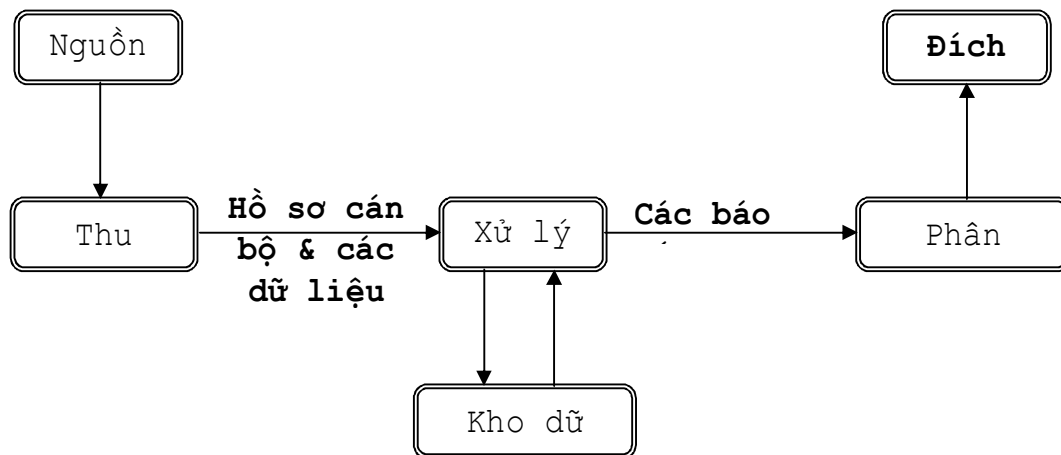 Nguồn
Đích
Thu
Hồ sơ cán
bộ & các
dữ liệu
Xử lý
Các báo
Phân
Kho dữ